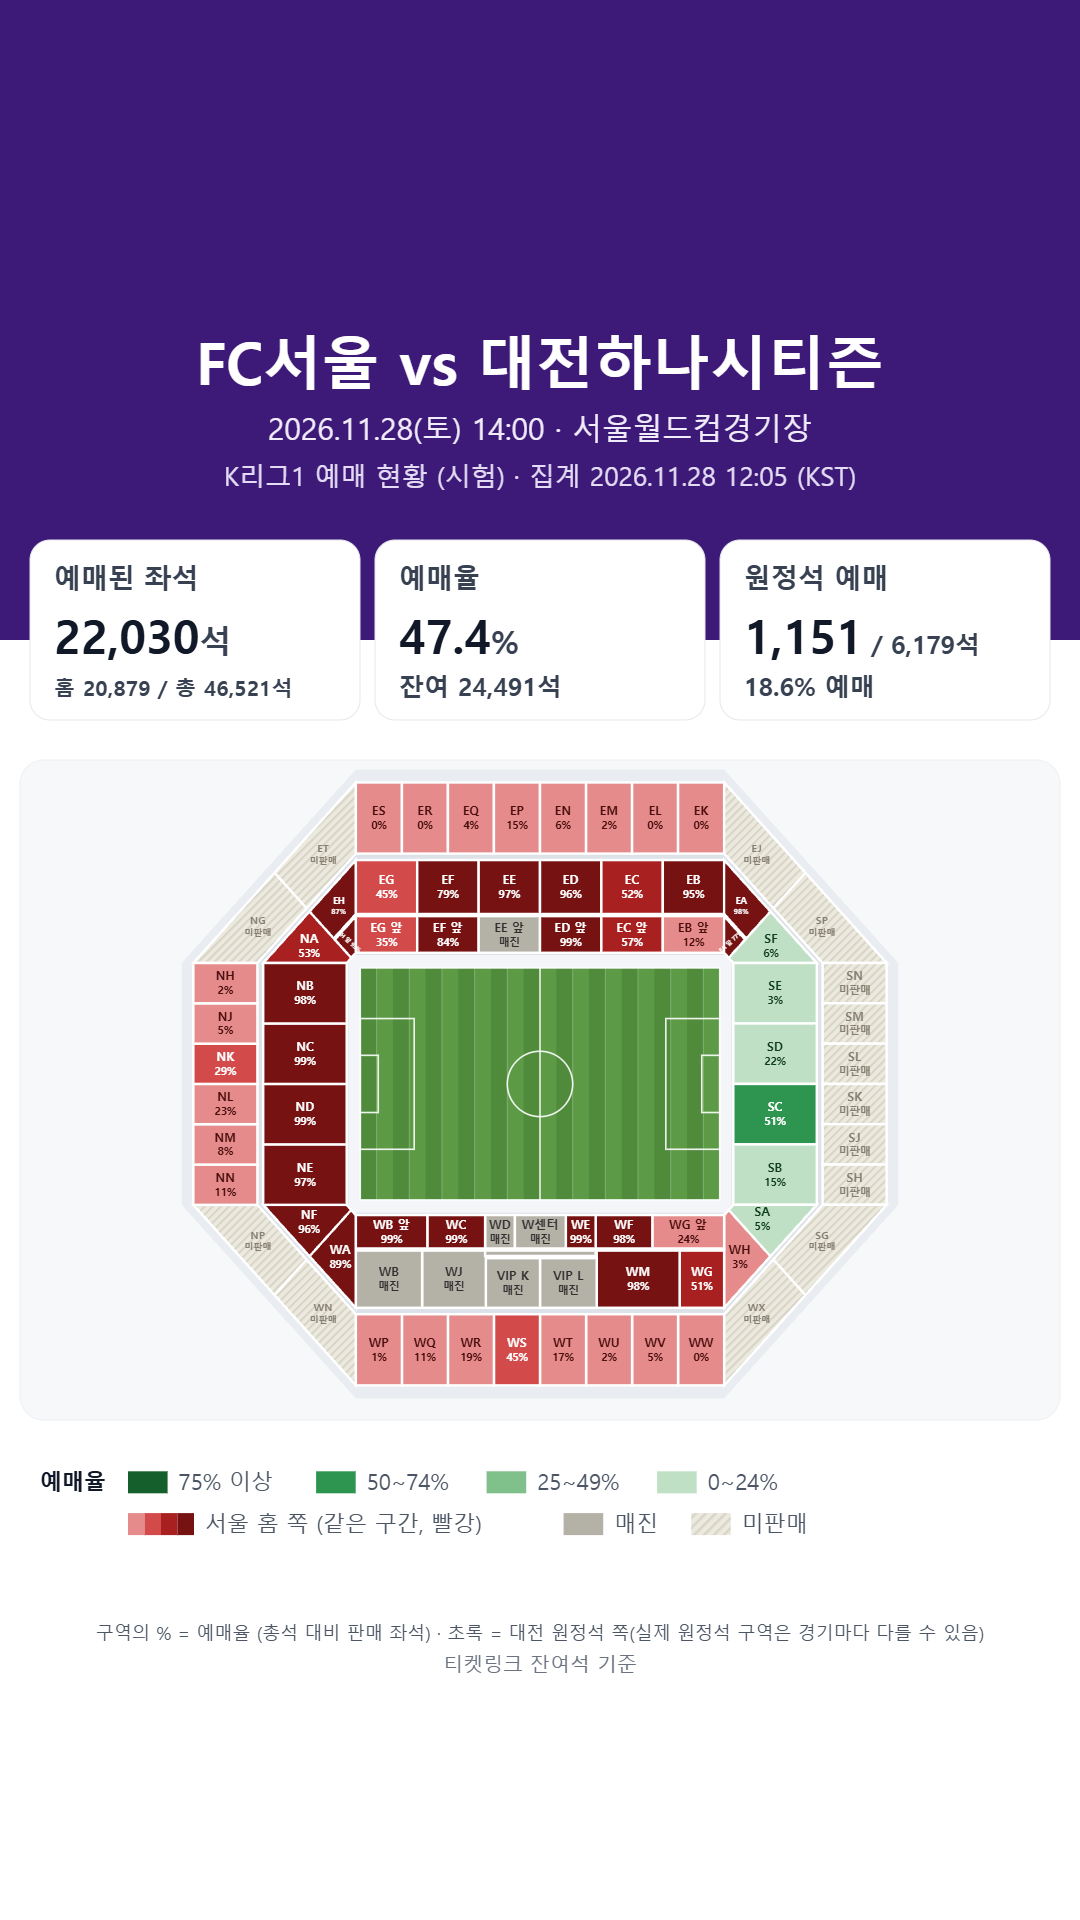 FC서울 vs 대전하나시티즌
2026.11.28(토) 14:00 · 서울월드컵경기장
K리그1 예매 현황 (시험) · 집계 2026.11.28 12:05 (KST)
예매된 좌석
22,030석
홈 20,879 / 총 46,521석
예매율
47.4%
잔여 24,491석
원정석 예매
1,151 / 6,179석
18.6% 예매
ES ER EQ EP EN EM EL EK
0% 0% 4% 15% 6% 2% 0% 0%
ET
미판매
EJ
미판매
EG EF EE ED EC EB
45% 79% 97% 96% 52% 95%
EH
87%
EA
98%
NG
미판매
SP
미판매
EG 앞 EF 앞 EE 앞 ED 앞 EC 앞 EB 앞
35% 84% 매진 99% 57% 12%
NA
53%
SF
6%
NH
2%
NJ
5%
NK
29%
NL
23%
NM
8%
NN
11%
NB
98%
NC
99%
ND
99%
NE
97%
SE
3%
SD
22%
SC
51%
SB
15%
SN
미판매
SM
미판매
SL
미판매
SK
미판매
SJ
미판매
SH
미판매
NF
96%
WA
89%
SA
5%
WH
3%
WB 앞 WC WD W센터 WE WF WG 앞
99% 99% 매진 매진 99% 98% 24%
NP
미판매
SG
미판매
WB WJ VIP K VIP L WM WG
매진 매진 매진 매진 98% 51%
WN
미판매
WX
미판매
WP WQ WR WS WT WU WV WW
1% 11% 19% 45% 17% 2% 5% 0%
예매율 75% 이상 50~74% 25~49% 0~24%
서울 홈 쪽 (같은 구간, 빨강) 매진 미판매
구역의 % = 예매율 (총석 대비 판매 좌석) · 초록 = 대전 원정석 쪽(실제 원정석 구역은 경기마다 다를 수 있음)
티켓링크 잔여석 기준